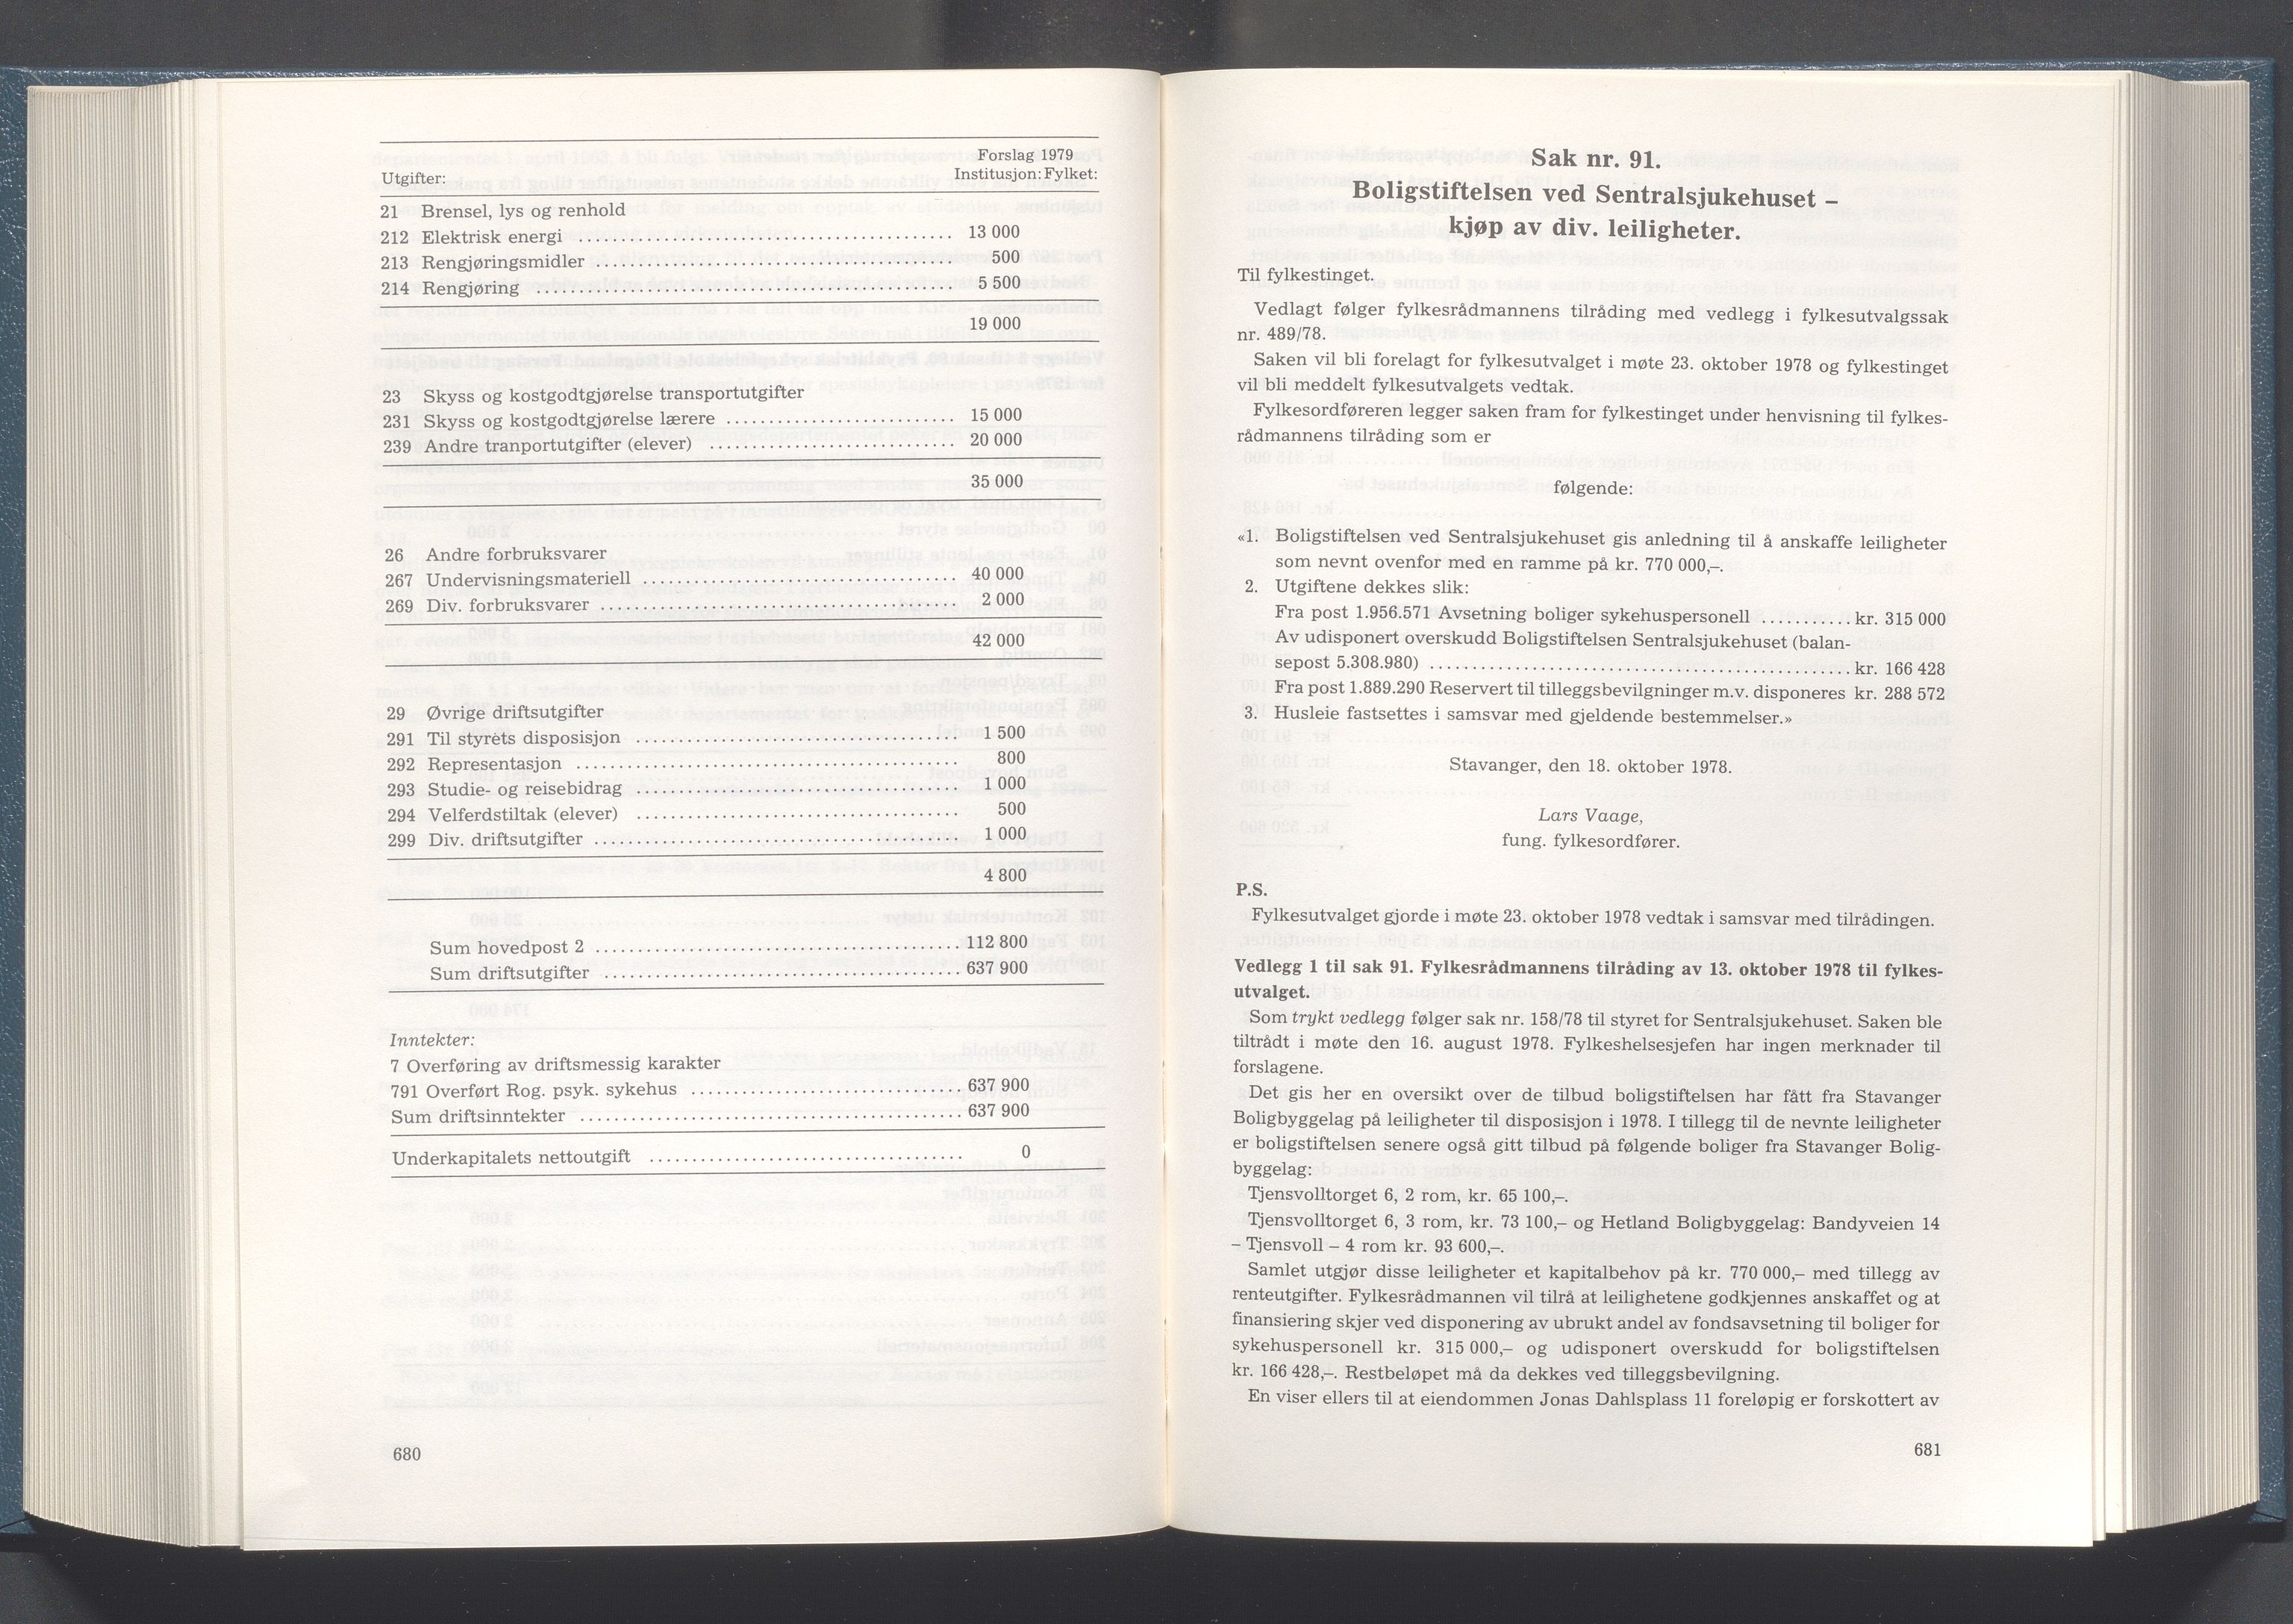 Forslag 1979
Utgifter: Institusjon: Fylket:
21 Brensel, lys og renhold
212 Elektrisk energi ........ 13 000
213 Rengjøringsmidler ........ 500
214 Rengjøring ........ 5 500
19 000
23 Skyss og kostgodtgjørelse transportutgifter
231 Skyss og kostgodtgjørelse lærere ........ 15 000
239 Andre tranportutgifter (elever) ........ 20 000
35 000
26 Andre forbruksvarer
267 Undervisningsmateriell ........ 40 000
269 Div. forbruksvarer ........ 2 000
42 000
29 Øvrige driftsutgifter
291 Til styrets disposisjon ........ 1 500
292 Representasjon ........ 800
293 Studie- og reisebidrag ........ 1 000
294 Velferdstiltak (elever) ........ 500
299 Div. driftsutgifter ........ 1 000
4 800
Sum hovedpost 2 ........ 112 800
Sum driftsutgifter ........ 637 900
Inntekter:
7 Overføring av driftsmessig karakter
791 Overført Rog. psyk. sykehus ........ 637 900
Sum driftsinntekter ........ 637 900
Underkapitalets nettoutgift ........ 0
680
Sak nr. 91.
Boligstiftelsen ved Sentralsjukehuset –
kjøp av div. leiligheter.
Til fylkestinget.
Vedlagt følger fylkesrådmannens tilråding med vedlegg i fylkesutvalgssak
nr. 489/78.
Saken vil bli forelagt for fylkesutvalget i møte 23. oktober 1978 og fylkestinget
vil bli meddelt fylkesutvalgets vedtak.
Fylkesordføreren legger saken fram for fylkestinget under henvisning til fylkes-
rådmannens tilråding som er
følgende:
«1. Boligstiftelsen ved Sentralsjukehuset gis anledning til å anskaffe leiligheter
som nevnt ovenfor med en ramme på kr. 770 000,–.
2. Utgiftene dekkes slik:
Fra post 1.956.571 Avsetning boliger sykehuspersonell ........... kr. 315 000
Av udisponert overskudd Boligstiftelsen Sentralsjukehuset (balan-
sepost 5.308.980) ........ kr. 166 428
Fra post 1.889.290 Reservert til tilleggsbevilgninger m.v. disponeres kr. 288 572
3. Husleie fastsettes i samsvar med gjeldende bestemmelser.»
Stavanger, den 18. oktober 1978.
Lars Vaage,
fung. fylkesordfører.
P.S.
Fylkesutvalget gjorde i møte 23. oktober 1978 vedtak i samsvar med tilrådingen.
Vedlegg 1 til sak 91. Fylkesrådmannens tilråding av 13. oktober 1978 til fylkes-
utvalget.
Som trykt vedlegg følger sak nr. 158/78 til styret for Sentralsjukehuset. Saken ble
tiltrådt i møte den 16. august 1978. Fylkeshelsesjefen har ingen merknader til
forslagene.
Det gis her en oversikt over de tilbud boligstiftelsen har fått fra Stavanger
Boligbyggelag på leiligheter til disposisjon i 1978. I tillegg til de nevnte leiligheter
er boligstiftelsen senere også gitt tilbud på følgende boliger fra Stavanger Bolig-
byggelag:
Tjensvolltorget 6, 2 rom, kr. 65 100,–.
Tjensvolltorget 6, 3 rom, kr. 73 100,– og Hetland Boligbyggelag: Bandyveien 14
– Tjensvoll – 4 rom kr. 93 600,–.
Samlet utgjør disse leiligheter et kapitalbehov på kr. 770 000,– med tillegg av
renteutgifter. Fylkesrådmannen vil tilrå at leilighetene godkjennes anskaffet og at
finansiering skjer ved disponering av ubrukt andel av fondsavsetning til boliger for
sykehuspersonell kr. 315 000,– og udisponert overskudd for boligstiftelsen
kr. 166 428,–. Restbeløpet må da dekkes ved tilleggsbevilgning.
En viser ellers til at eiendommen Jonas Dahlsplass 11 foreløpig er forskottert av
681